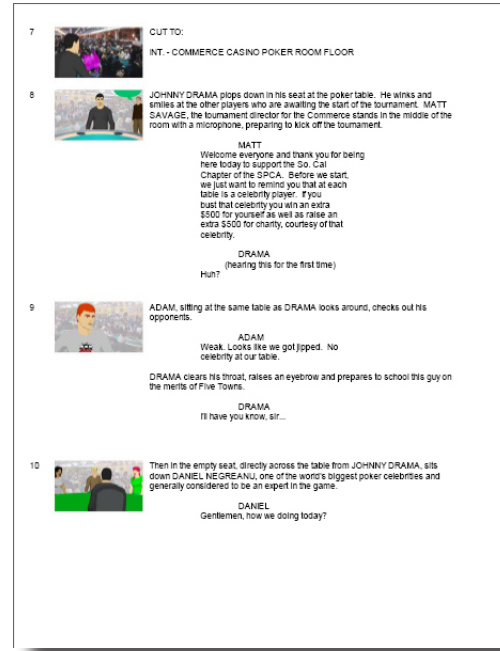 7
CUT TO:
INT. - COMMERCE CASINO POKER ROOM FLOOR
8
JOHNNY DRAMA plops down in his seat at the poker table. He winks and
smiles at the other players who are awaiting the start of the tournament. MATT
SAVAGE, the tournament director for the Commerce stands in the middle of the
room with a microphone, preparing to kick off the tournament.
MATT
Welcome everyone and thank you for being
here today to support the So. Cal
Chapter of the SPCA. Before we start,
we just want to remind you that at each
table is a celebrity player. If you
bust that celebrity you win an extra
$500 for yourself as well as raise an
extra $500 for charity, courtesy of that
celebrity.
DRAMA
(hearing this for the first time)
Huh?
9
ADAM, sitting at the same table as DRAMA looks around, checks out his
opponents.
ADAM
Weak. Looks like we got jipped. No
celebrity at our table.
DRAMA clears his throat, raises an eyebrow and prepares to school this guy on
the merits of Five Towns.
DRAMA
I'll have you know, sir...
10
Then in the empty seat, directly across the table from JOHNNY DRAMA, sits
down DANIEL NEGREANU, one of the world's biggest poker celebrities and
generally considered to be an expert in the game.
DANIEL
Gentlemen, how we doing today?